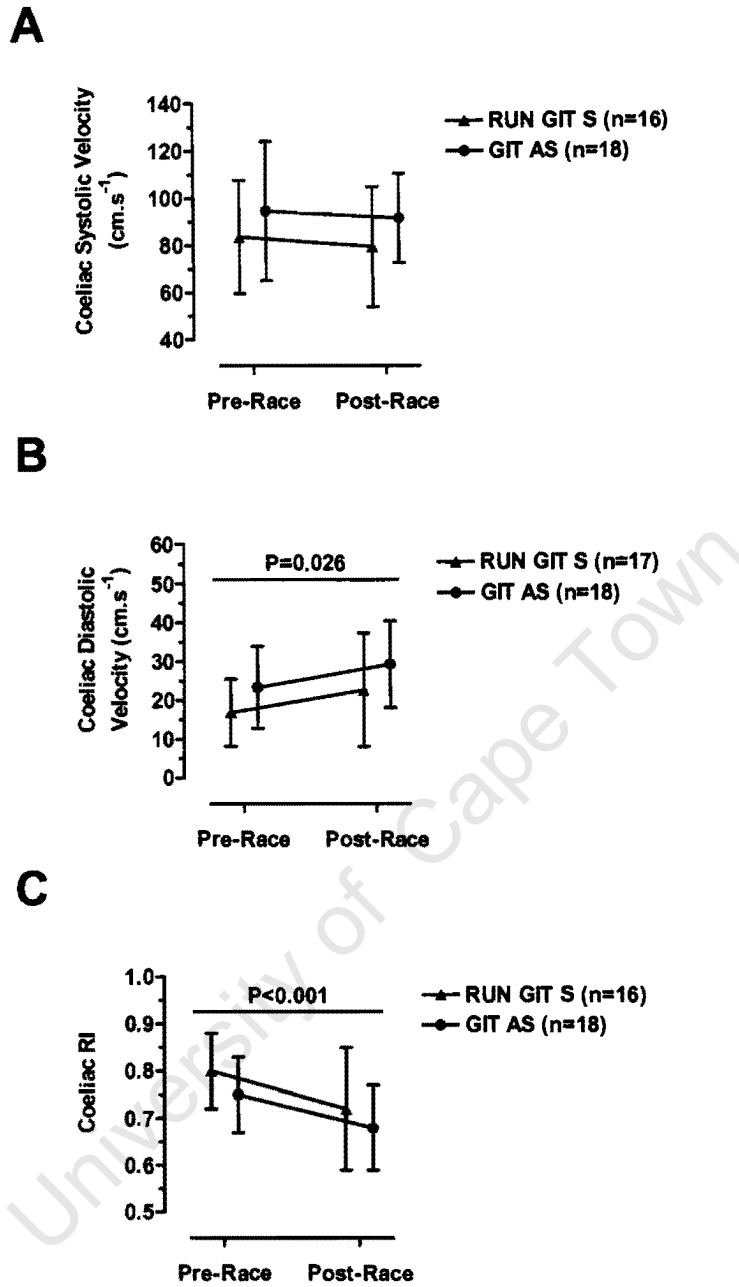 A
Coeliac Systolic Velocity
(cm.s⁻¹)
140
120
100
80
60
40
RUN GIT S (n=16)
GIT AS (n=18)
Pre-Race Post-Race
B
Coeliac Diastolic
Velocity (cm.s⁻¹)
60
50
40
30
20
10
0
P=0.026
RUN GIT S (n=17)
GIT AS (n=18)
Pre-Race Post-Race
C
Coeliac RI
1.0
0.9
0.8
0.7
0.6
0.5
P<0.001
RUN GIT S (n=16)
GIT AS (n=18)
Pre-Race Post-Race
University of Cape Town